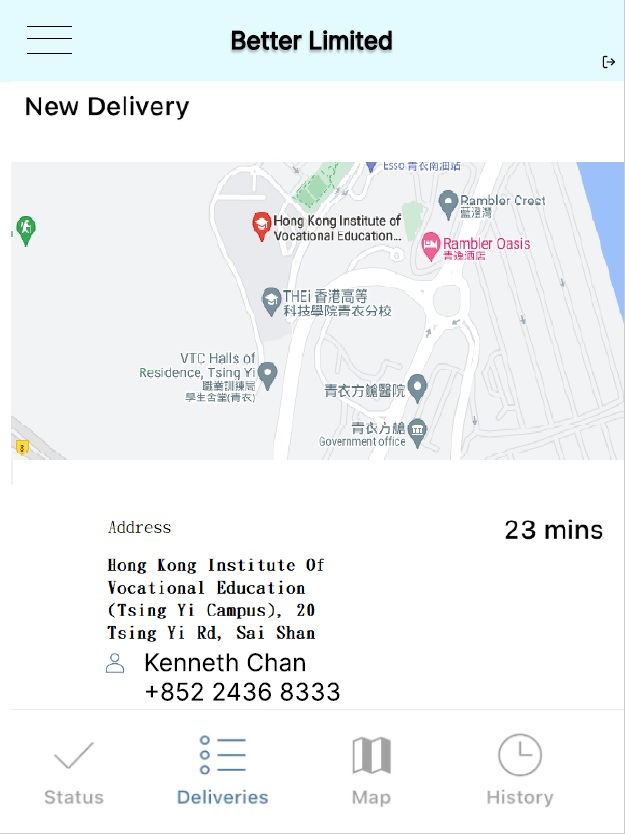 Better Limited
New Delivery
Esso 青衣南油站
Rambler Crest
藍澄灣
Hong Kong Institute of
Vocational Education...
Rambler Oasis
青逸酒店
THEi 香港高等
科技學院青衣分校
VTC Halls of
Residence, Tsing Yi
職業訓練局
學生舍堂(青衣)
青衣方艙醫院
青衣方艙
Government office
8
Address
23 mins
Hong Kong Institute Of
Vocational Education
(Tsing Yi Campus), 20
Tsing Yi Rd, Sai Shan
Kenneth Chan
+852 2436 8333
Status
Deliveries
Map
History